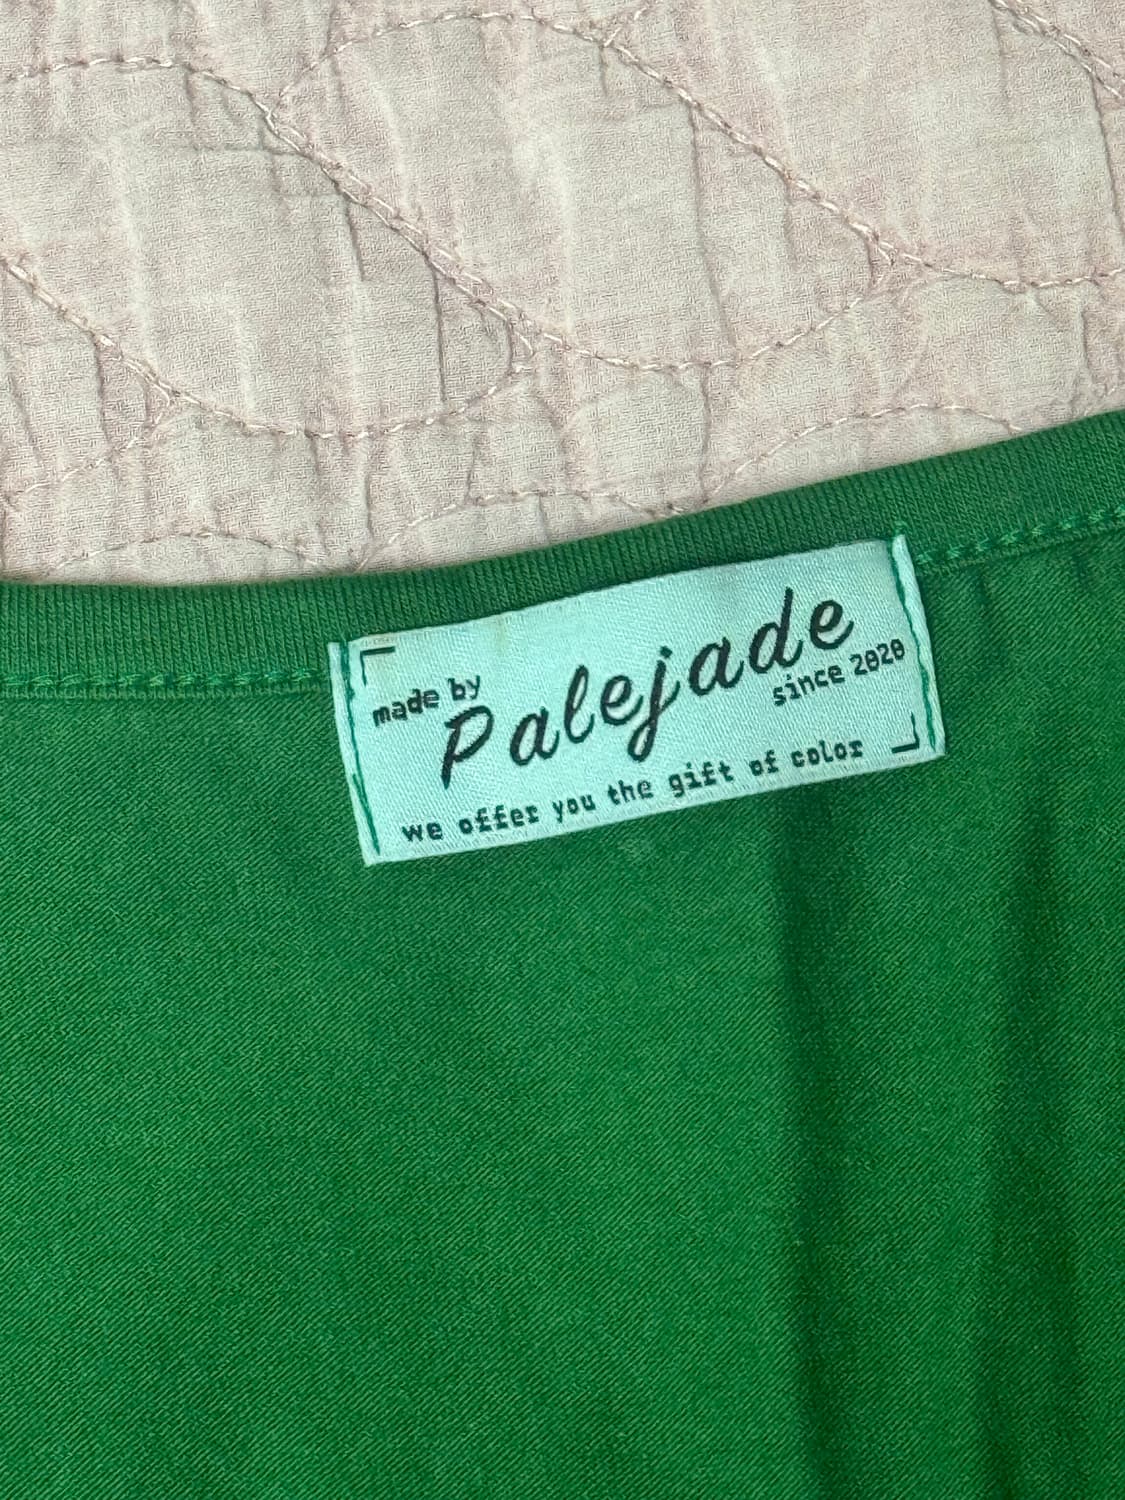 made by
Palejade
since 2020
we offer you the gift of color